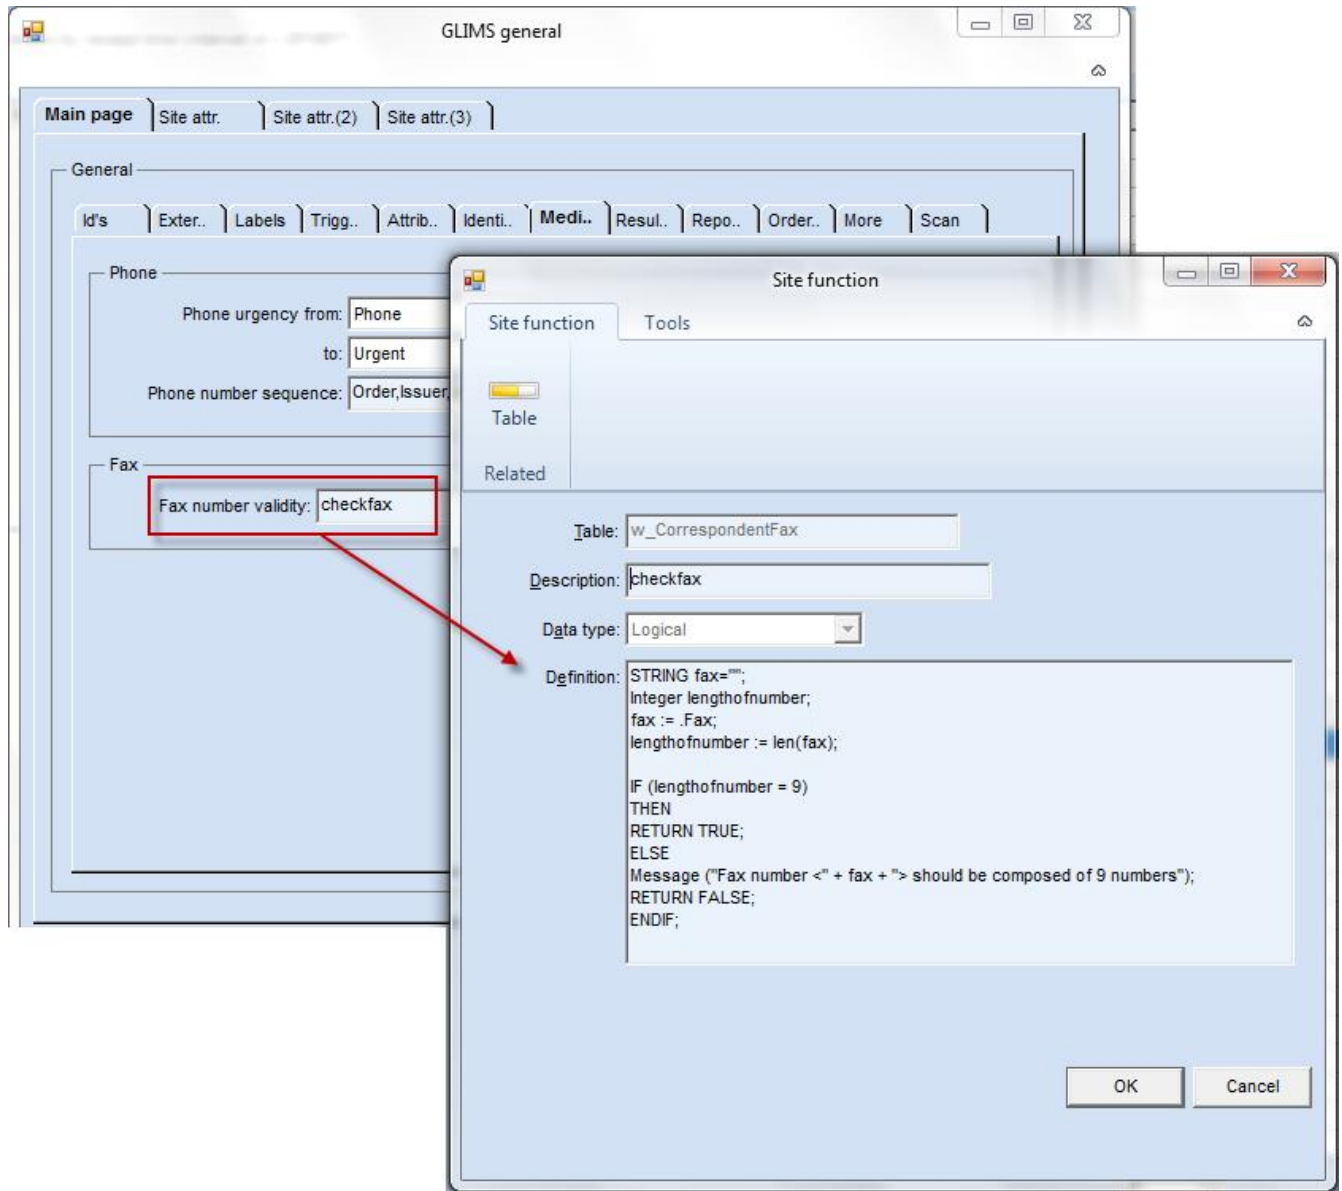 GLIMS general
Main page Site attr. Site attr.(2) Site attr.(3)
General
Id's Exter.. Labels Trigg.. Attrib.. Identi.. Medi.. Resul.. Repo.. Order.. More Scan
Phone
Phone urgency from: Phone
to: Urgent
Phone number sequence: Order,Issuer,
Fax
Fax number validity: checkfax
Site function
Site function Tools
Table
Related
Table: w_CorrespondentFax
Description: checkfax
Data type: Logical
Definition: STRING fax="";
Integer lengthofnumber;
fax := .Fax;
lengthofnumber := len(fax);
IF (lengthofnumber = 9)
THEN
RETURN TRUE;
ELSE
Message ("Fax number <" + fax + "> should be composed of 9 numbers");
RETURN FALSE;
ENDIF;
OK Cancel